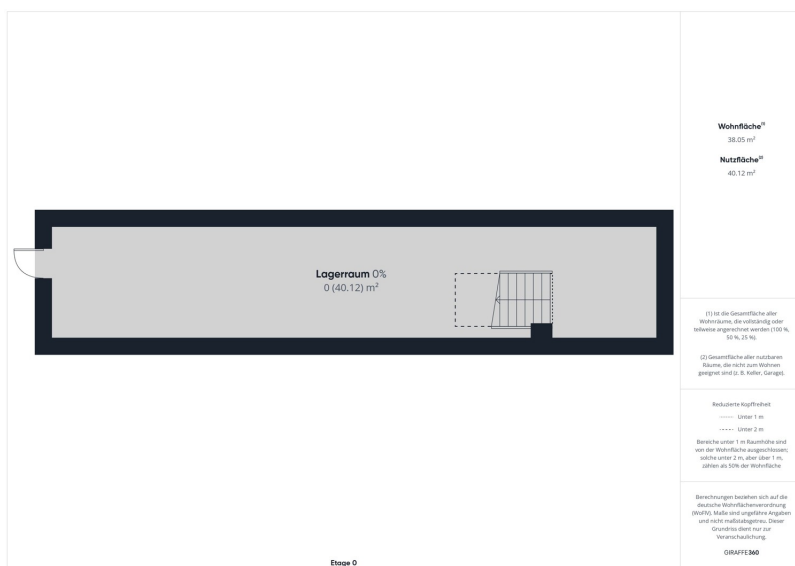 Lagerraum 0%
0 (40.12) m²
Etage 0
Wohnfläche⁽¹⁾
38.05 m²
Nutzfläche⁽²⁾
40.12 m²
(1) Ist die Gesamtfläche aller
Wohnräume, die vollständig oder
teilweise angerechnet werden (100 %,
50 %, 25 %).
(2) Gesamtfläche aller nutzbaren
Räume, die nicht zum Wohnen
geeignet sind (z. B. Keller, Garage).
Reduzierte Kopffreiheit
Unter 1 m
Unter 2 m
Bereiche unter 1 m Raumhöhe sind
von der Wohnfläche ausgeschlossen;
solche unter 2 m, aber über 1 m,
zählen als 50% der Wohnfläche
Berechnungen beziehen sich auf die
deutsche Wohnflächenverordnung
(WoFlV). Maße sind ungefähre Angaben
und nicht maßstabsgetreu. Dieser
Grundriss dient nur zur
Veranschaulichung.
GIRAFFE360